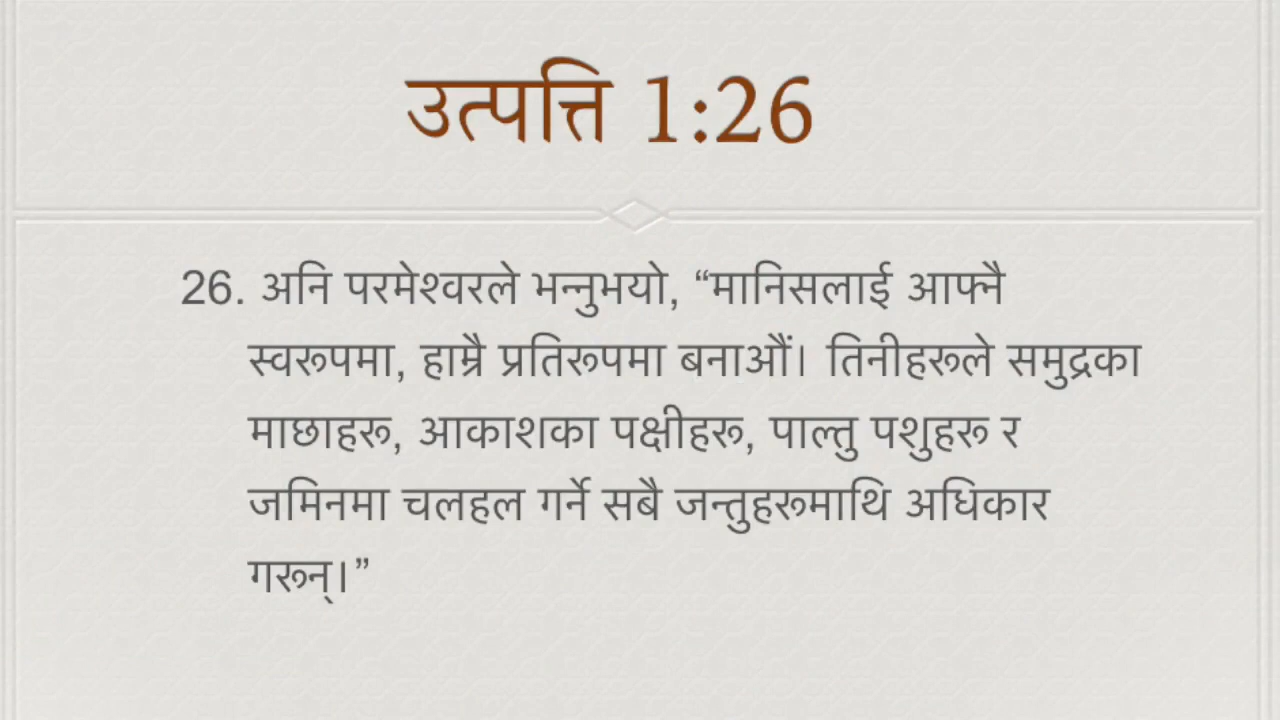 उत्पत्ति 1:26
26. अनि परमेश्वरले भन्नुभयो, “मानिसलाई आफ्नै
स्वरूपमा, हाम्रै प्रतिरूपमा बनाऔं। तिनीहरूले समुद्रका
माछाहरू, आकाशका पक्षीहरू, पाल्तु पशुहरू र
जमिनमा चलहल गर्ने सबै जन्तुहरूमाथि अधिकार
गरून्।”